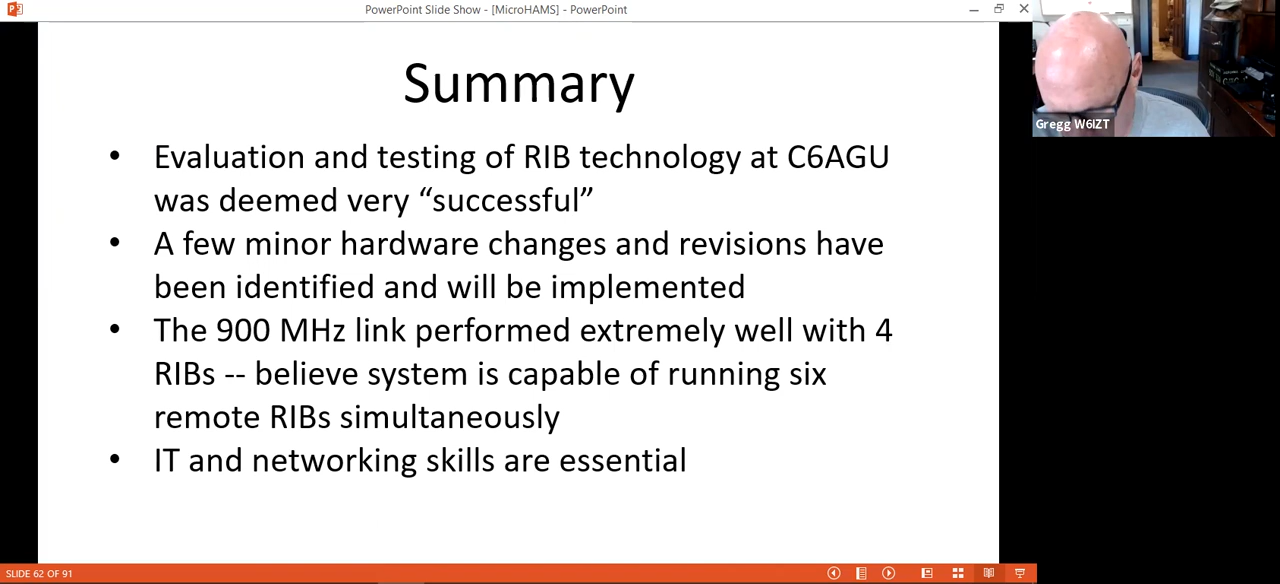 PowerPoint Slide Show - [MicroHAMS] - PowerPoint
Summary
• Evaluation and testing of RIB technology at C6AGU
was deemed very “successful”
• A few minor hardware changes and revisions have
been identified and will be implemented
• The 900 MHz link performed extremely well with 4
RIBs -- believe system is capable of running six
remote RIBs simultaneously
• IT and networking skills are essential
Gregg W6IZT
SLIDE 62 OF 91